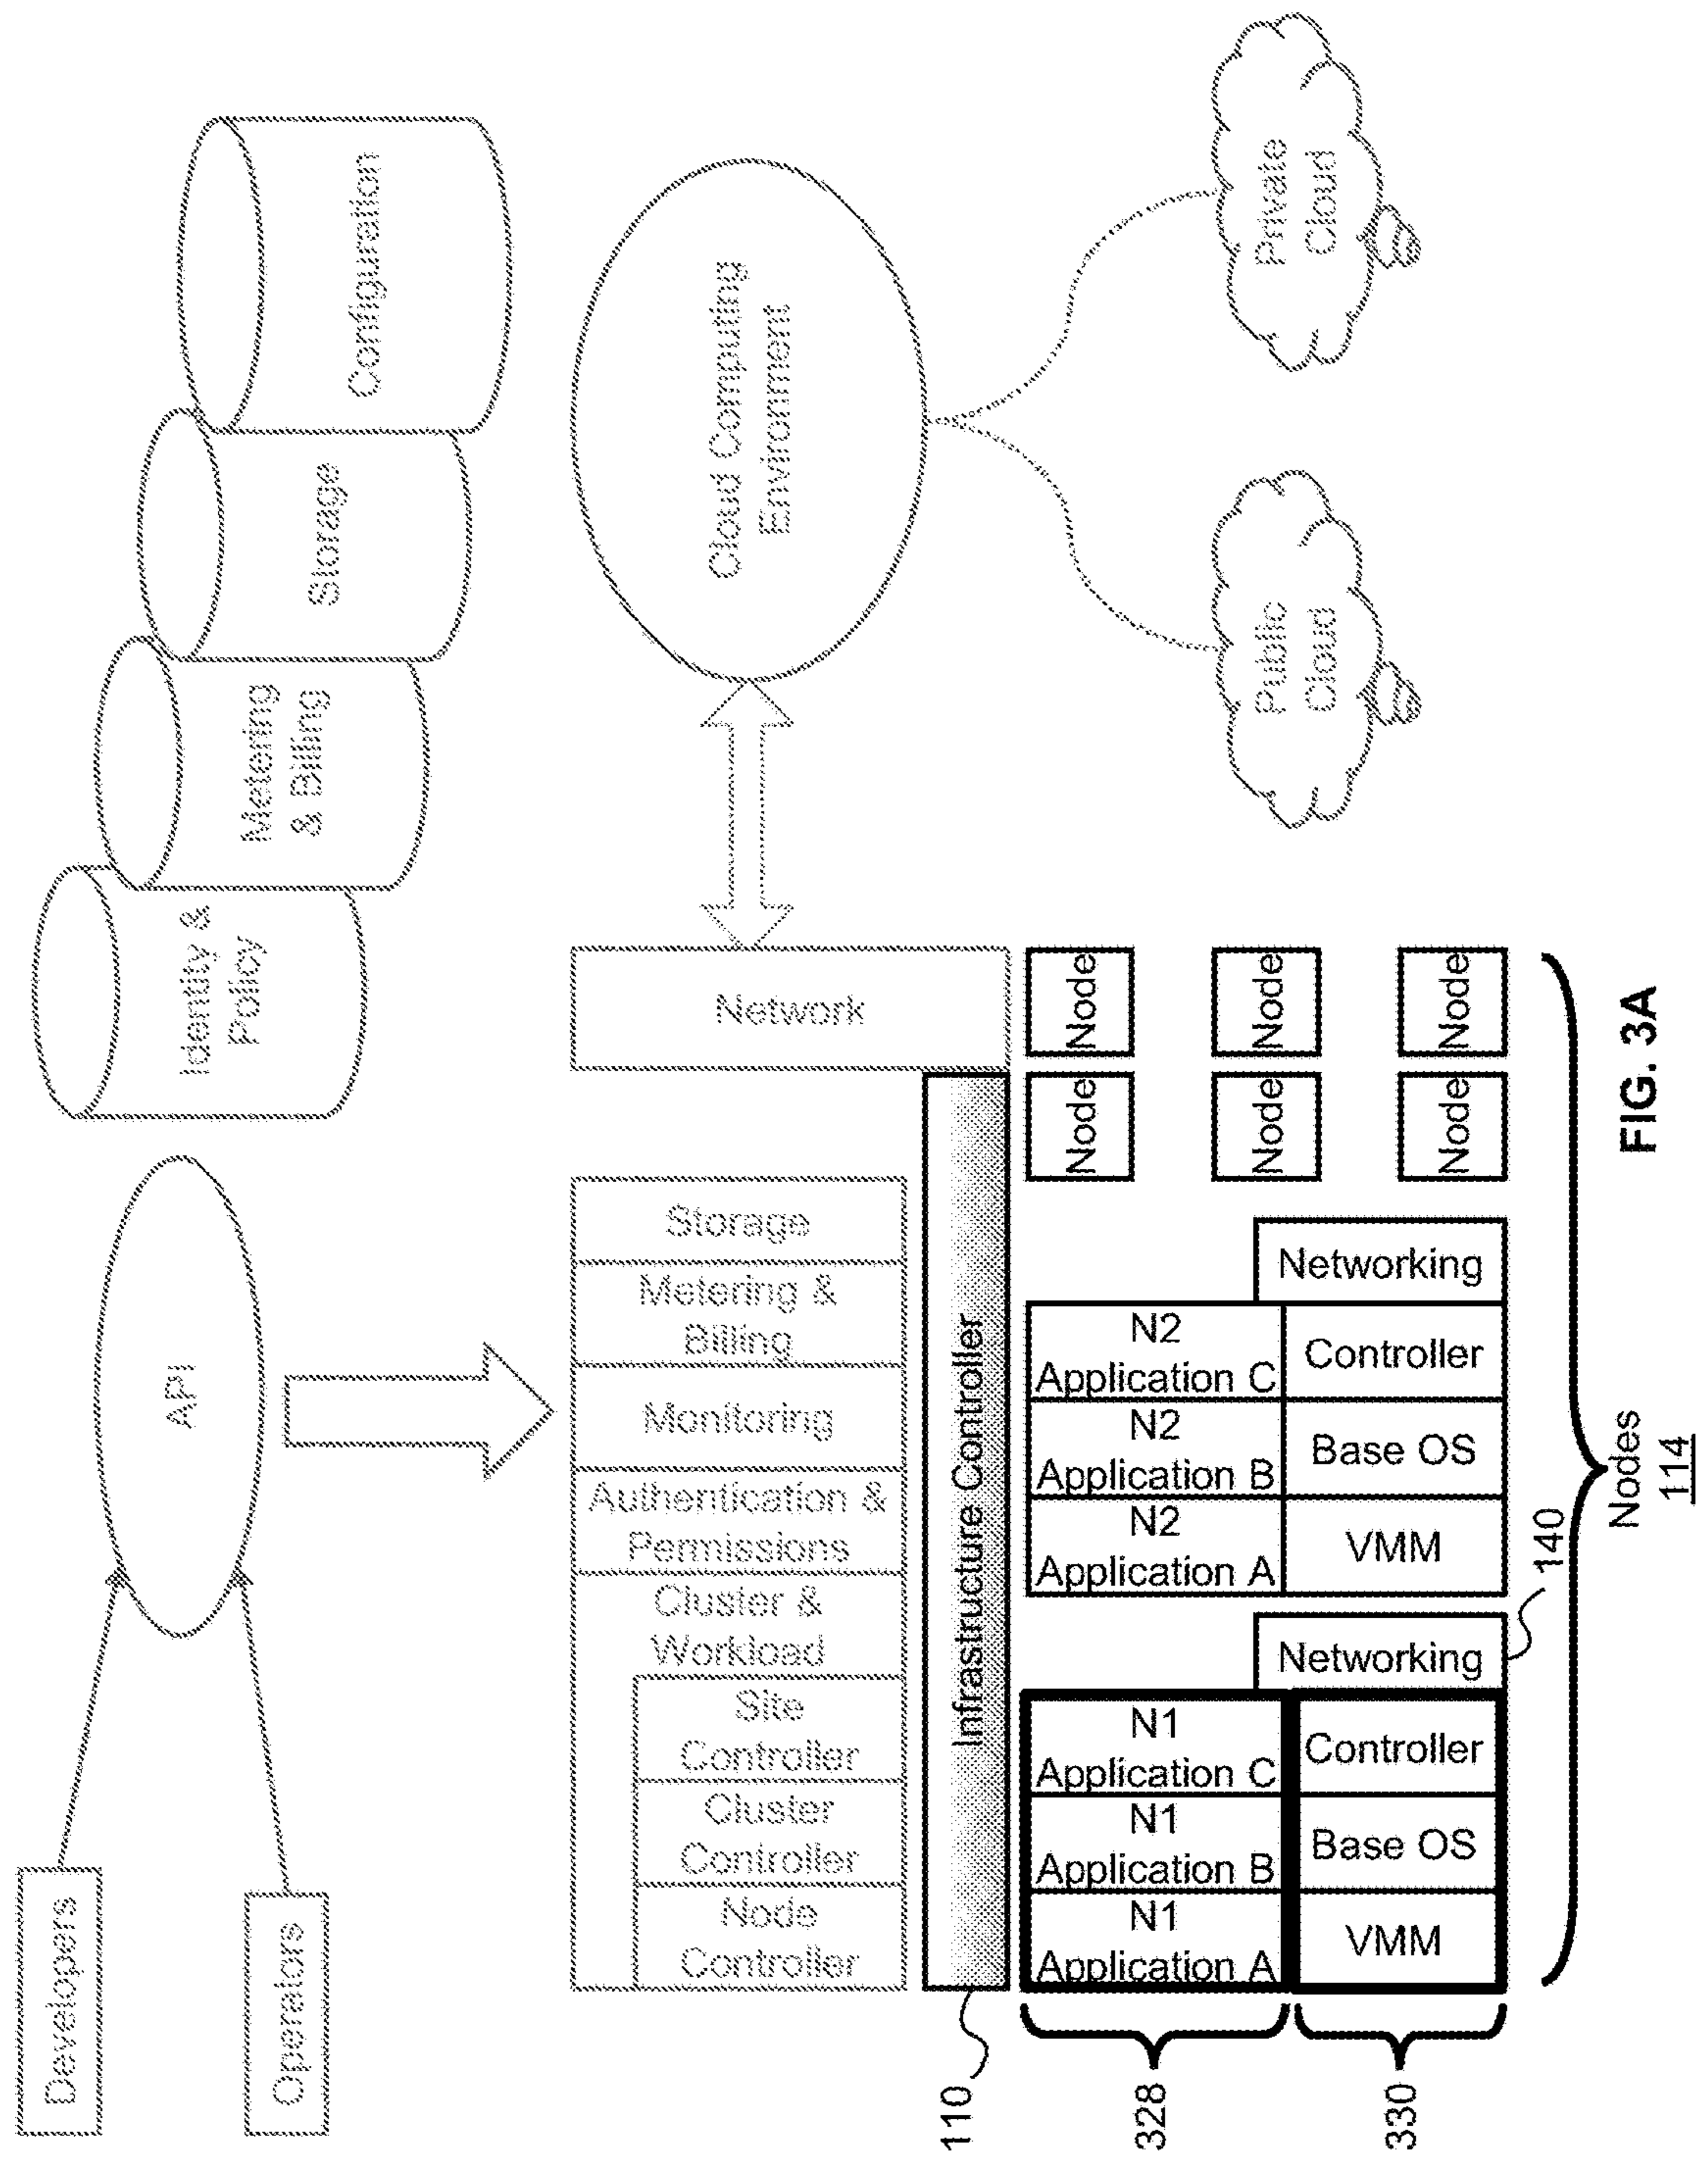 Developers
Operators
API
Identity &
Policy
Metering
& Billing
Storage
Configuration
Node
Controller
Cluster
Controller
Site
Controller
Cluster &
Workload
Authentication &
Permissions
Monitoring
Metering &
Billing
Storage
Network
Cloud Computing
Environment
110
Infrastructure Controller
328
N1
Application A
N1
Application B
N1
Application C
N2
Application A
N2
Application B
N2
Application C
330
VMM
Base OS
Controller
Networking
140
VMM
Base OS
Controller
Networking
Node
Node
Node
Node
Node
Node
Public
Cloud
Private
Cloud
Nodes
114
FIG. 3A